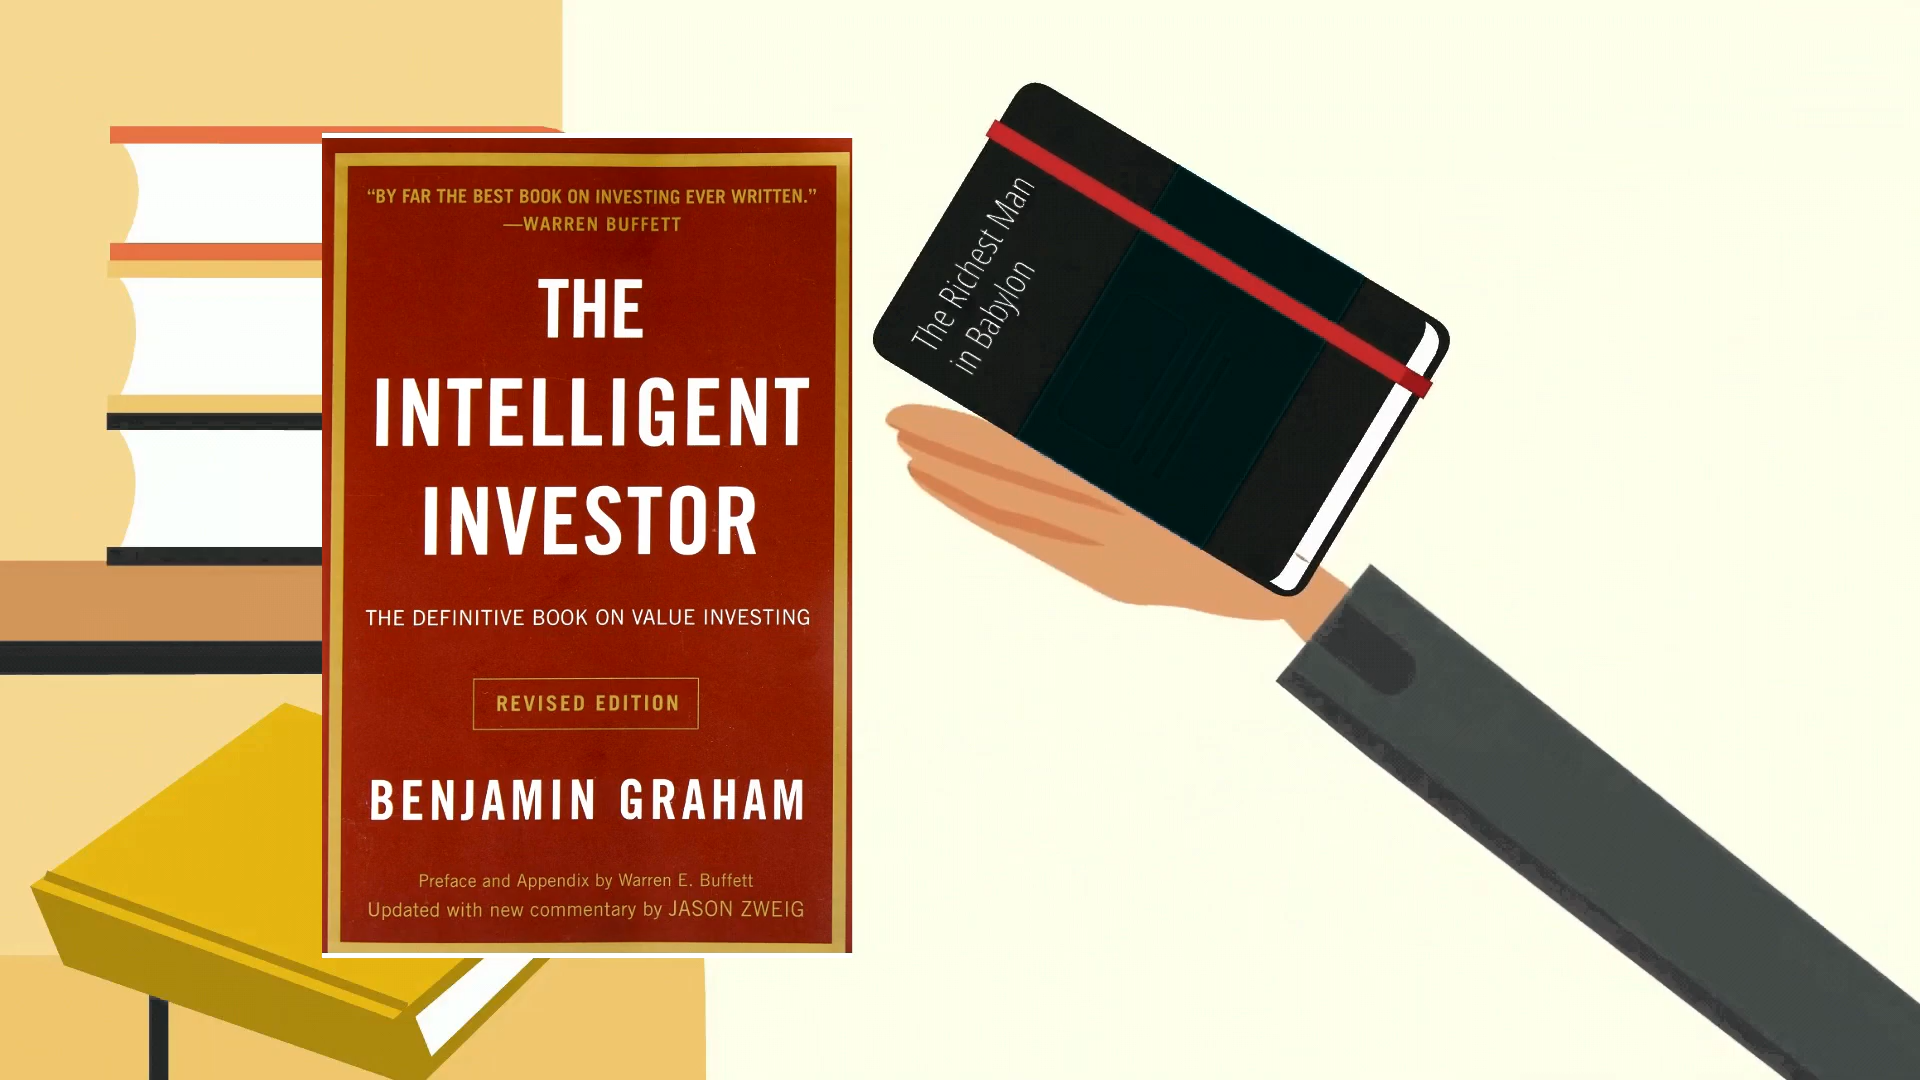 “BY FAR THE BEST BOOK ON INVESTING EVER WRITTEN.”
—WARREN BUFFETT
THE
INTELLIGENT
INVESTOR
THE DEFINITIVE BOOK ON VALUE INVESTING
REVISED EDITION
BENJAMIN GRAHAM
Preface and Appendix by Warren E. Buffett
Updated with new commentary by JASON ZWEIG
The Richest Man
in Babylon